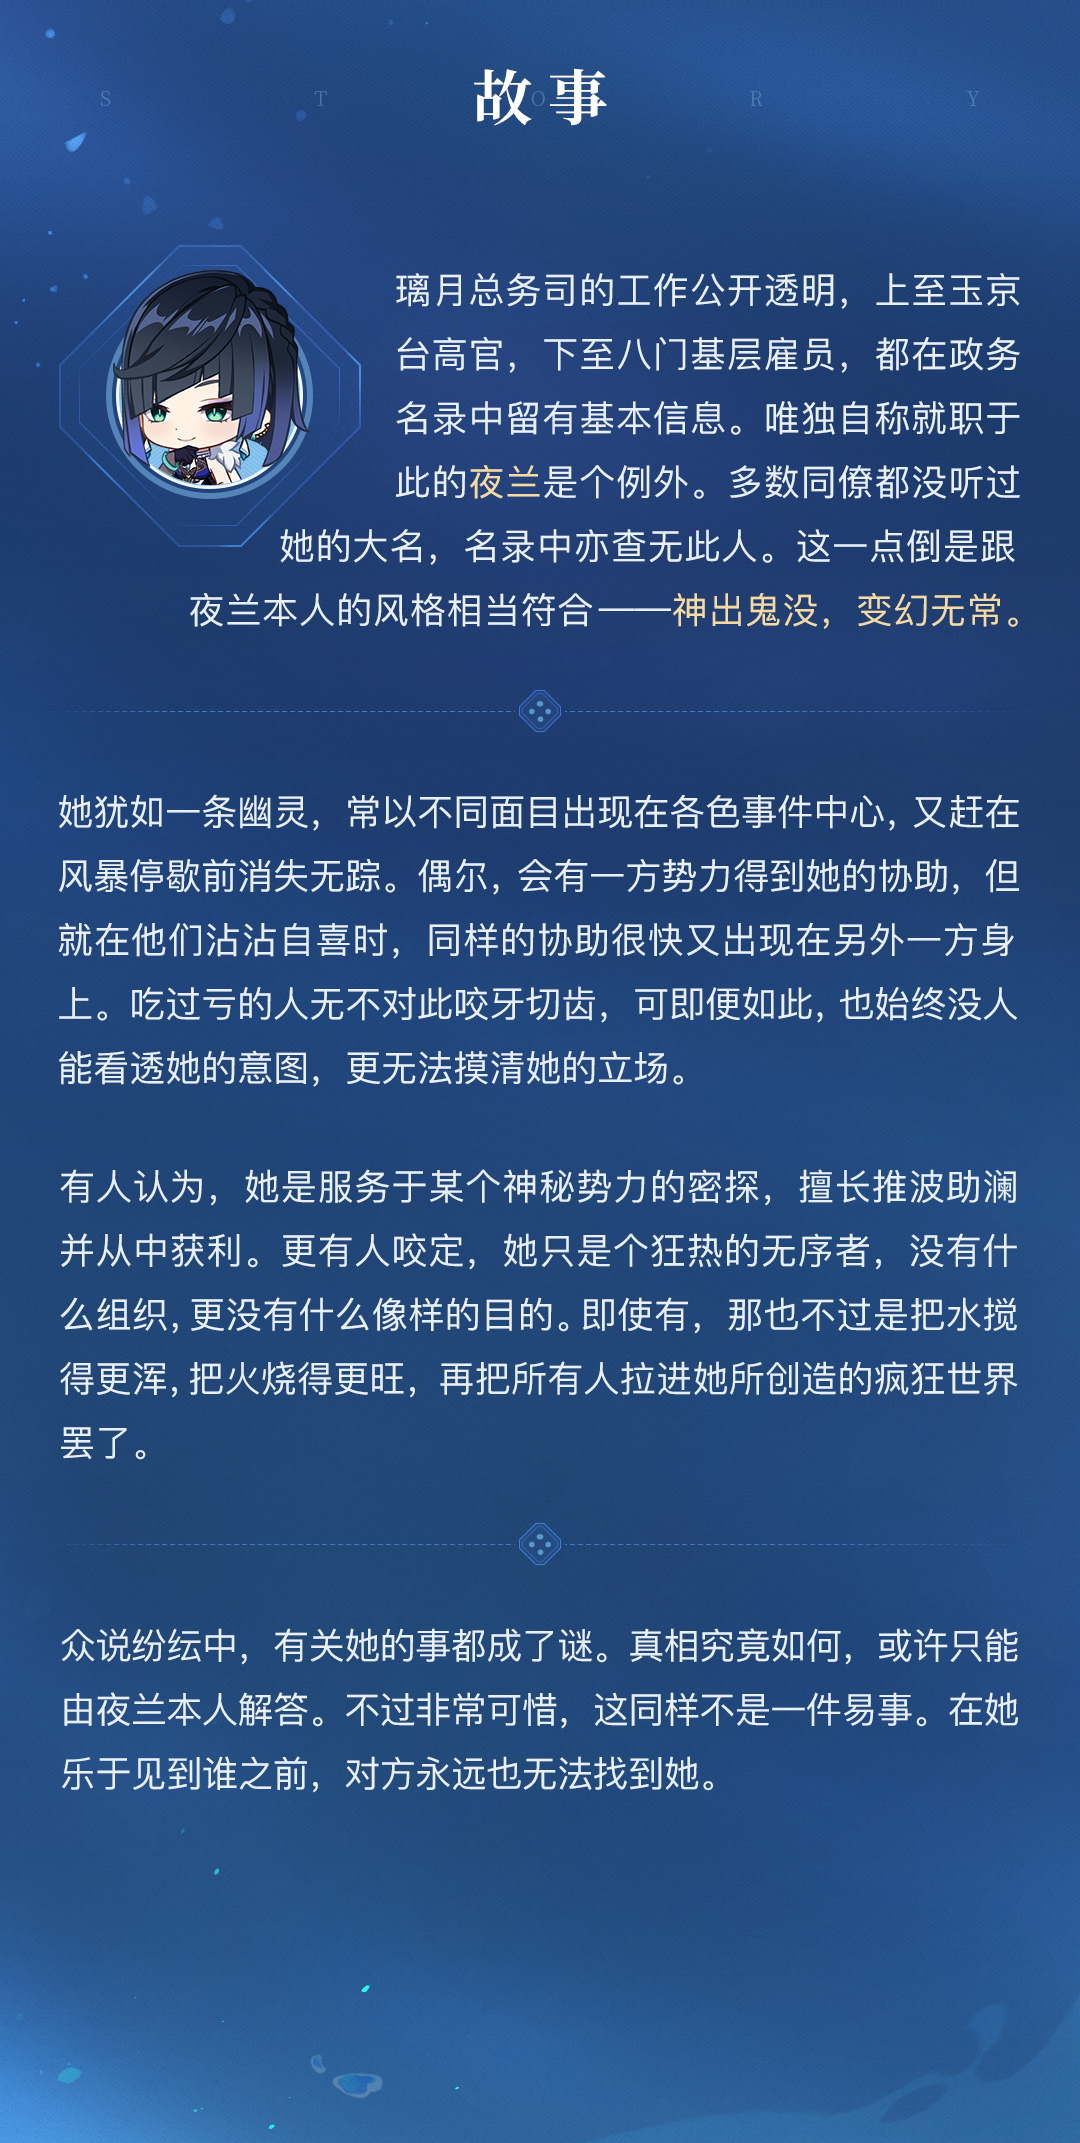 故事
S T O R Y
璃月总务司的工作公开透明，上至玉京
台高官，下至八门基层雇员，都在政务
名录中留有基本信息。唯独自称就职于
此的夜兰是个例外。多数同僚都没听过
她的大名，名录中亦查无此人。这一点倒是跟
夜兰本人的风格相当符合——神出鬼没，变幻无常。
她犹如一条幽灵，常以不同面目出现在各色事件中心，又赶在
风暴停歇前消失无踪。偶尔，会有一方势力得到她的协助，但
就在他们沾沾自喜时，同样的协助很快又出现在另外一方身
上。吃过亏的人无不对此咬牙切齿，可即便如此，也始终没人
能看透她的意图，更无法摸清她的立场。
有人认为，她是服务于某个神秘势力的密探，擅长推波助澜
并从中获利。更有人咬定，她只是个狂热的无序者，没有什
么组织，更没有什么像样的目的。即使有，那也不过是把水搅
得更浑，把火烧得更旺，再把所有人拉进她所创造的疯狂世界
罢了。
众说纷纭中，有关她的事都成了谜。真相究竟如何，或许只能
由夜兰本人解答。不过非常可惜，这同样不是一件易事。在她
乐于见到谁之前，对方永远也无法找到她。